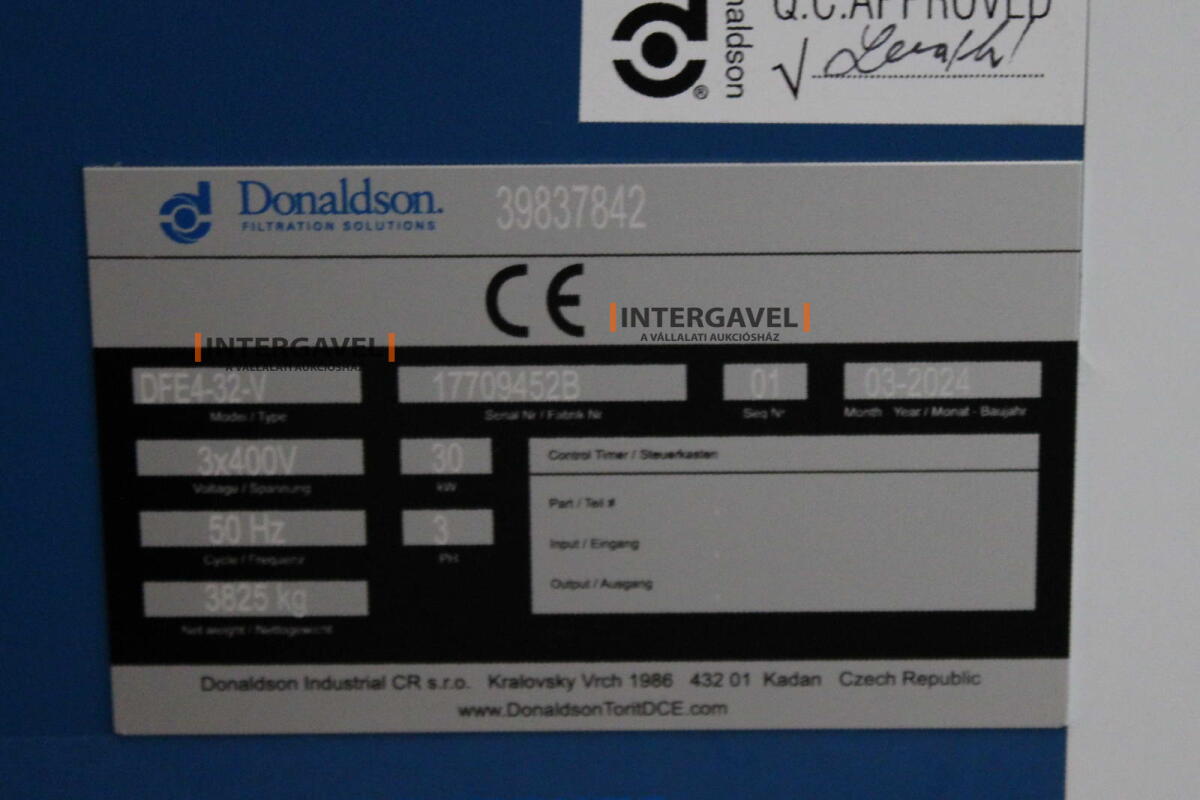 Q.C.APPROVED
Donaldson
®
√
Donaldson.
FILTRATION SOLUTIONS
39837842
CE
INTERGAVEL
A VÁLLALATI AUKCIÓSHÁZ
INTERGAVEL
A VÁLLALATI AUKCIÓSHÁZ
DFE4-32-V 17709452B 01 03-2024
Model / Type Serial Nr / Fabrik Nr Seq Nr Month - Year / Monat - Baujahr
3x400V 30
Voltage / Spannung kW
Control Timer / Steuerkasten
Part / Teil #
50 Hz 3
Cycle / Frequenz PH
Input / Eingang
Output / Ausgang
3825 kg
Net weight / Nettogewicht
Donaldson Industrial CR s.r.o. Kralovsky Vrch 1986 432 01 Kadan Czech Republic
www.DonaldsonToritDCE.com